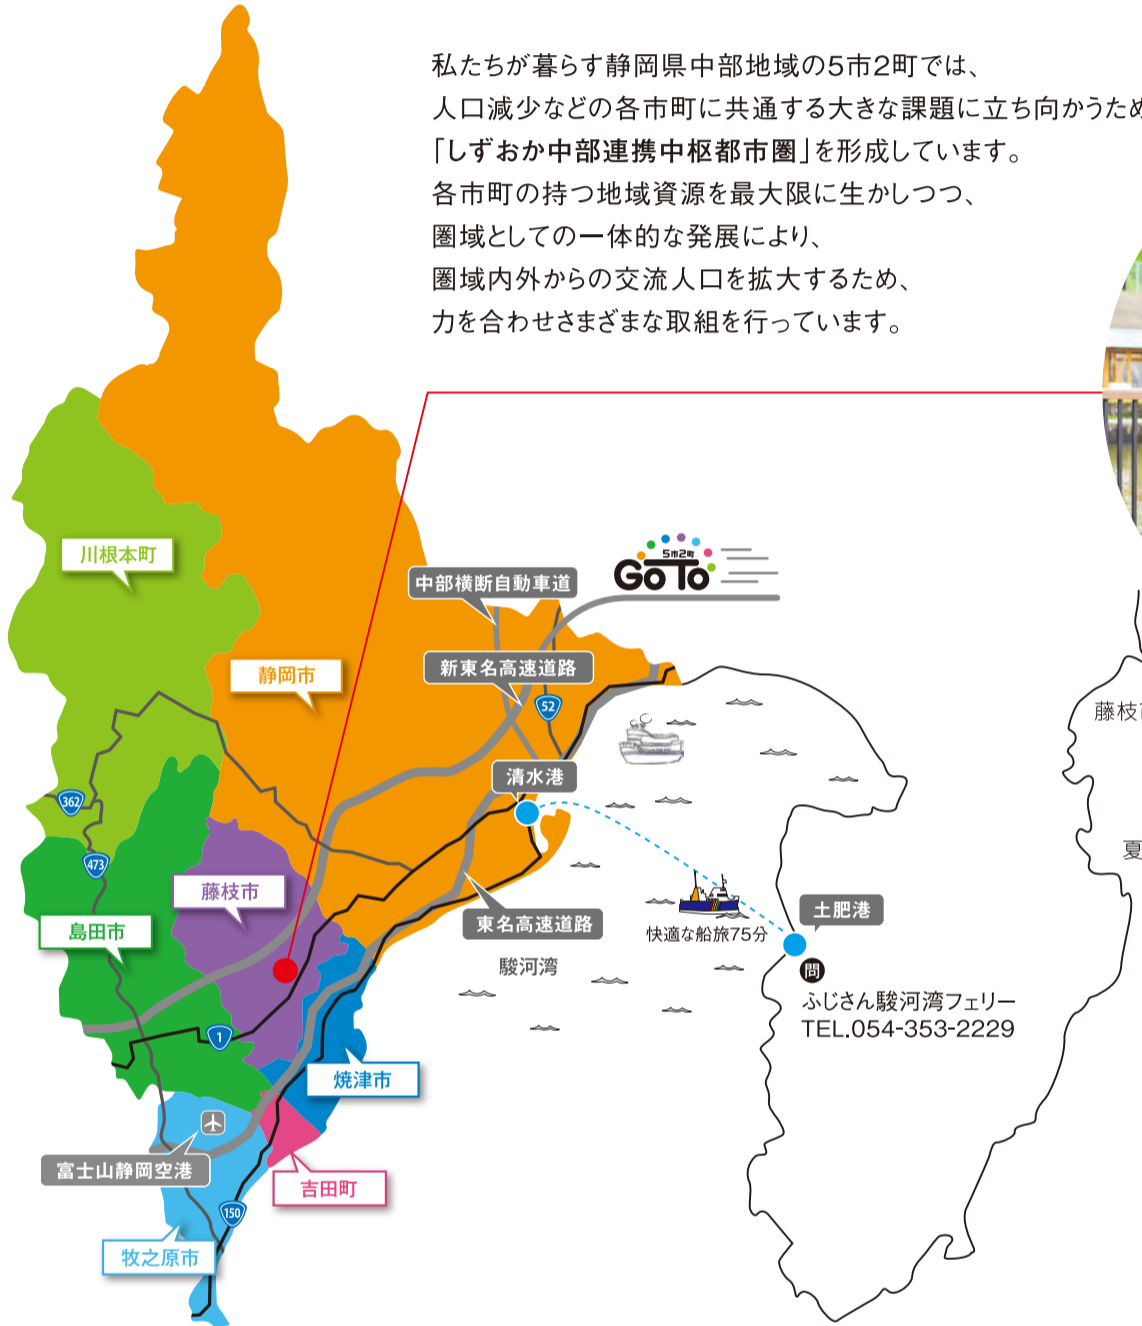 私たちが暮らす静岡県中部地域の5市2町では、
人口減少などの各市町に共通する大きな課題に立ち向かうため
「しずおか中部連携中枢都市圏」を形成しています。
各市町の持つ地域資源を最大限に生かしつつ、
圏域としての一体的な発展により、
圏域内外からの交流人口を拡大するため、
力を合わせさまざまな取組を行っています。
川根本町
5市2町
GoTo
中部横断自動車道
静岡市
新東名高速道路
52
藤枝市
清水港
362
夏
473
藤枝市
島田市
東名高速道路
土肥港
快適な船旅75分
駿河湾
問
ふじさん駿河湾フェリー
TEL.054-353-2229
1
焼津市
富士山静岡空港
吉田町
150
牧之原市